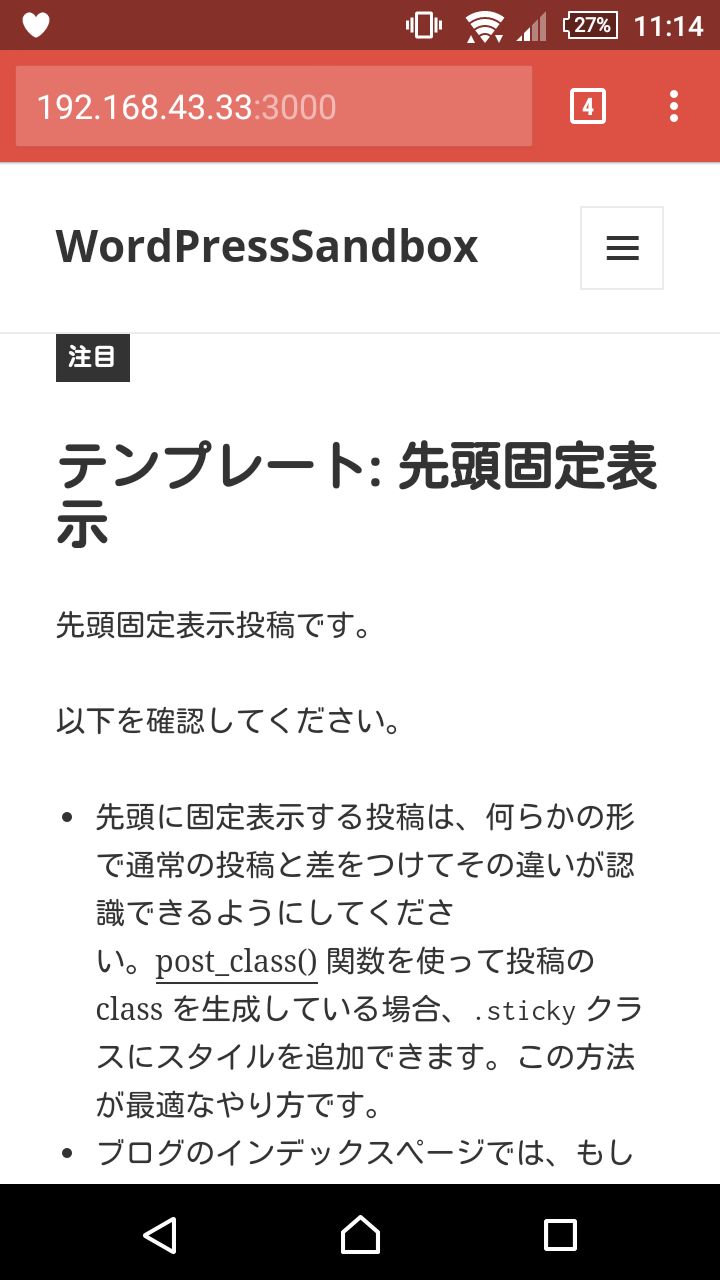 27% 11:14
192.168.43.33:3000 4
WordPressSandbox
注目
テンプレート: 先頭固定表
示
先頭固定表示投稿です。
以下を確認してください。
• 先頭に固定表示する投稿は、何らかの形
で通常の投稿と差をつけてその違いが認
識できるようにしてくださ
い。post_class() 関数を使って投稿の
class を生成している場合、.sticky クラ
スにスタイルを追加できます。この方法
が最適なやり方です。
• ブログのインデックスページでは、もし